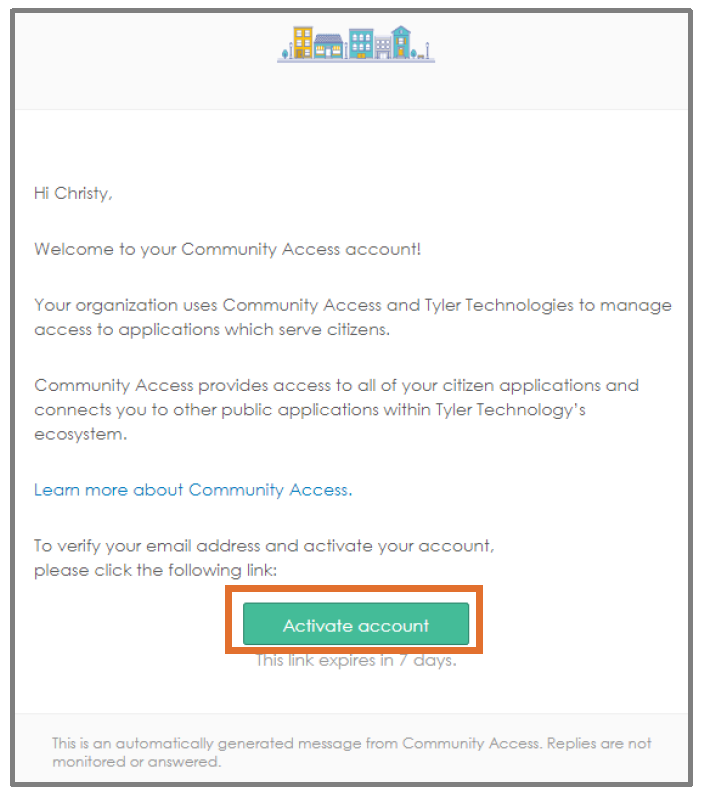 Hi Christy,
Welcome to your Community Access account!
Your organization uses Community Access and Tyler Technologies to manage
access to applications which serve citizens.
Community Access provides access to all of your citizen applications and
connects you to other public applications within Tyler Technology’s
ecosystem.
Learn more about Community Access.
To verify your email address and activate your account,
please click the following link:
Activate account
This link expires in 7 days.
This is an automatically generated message from Community Access. Replies are not
monitored or answered.